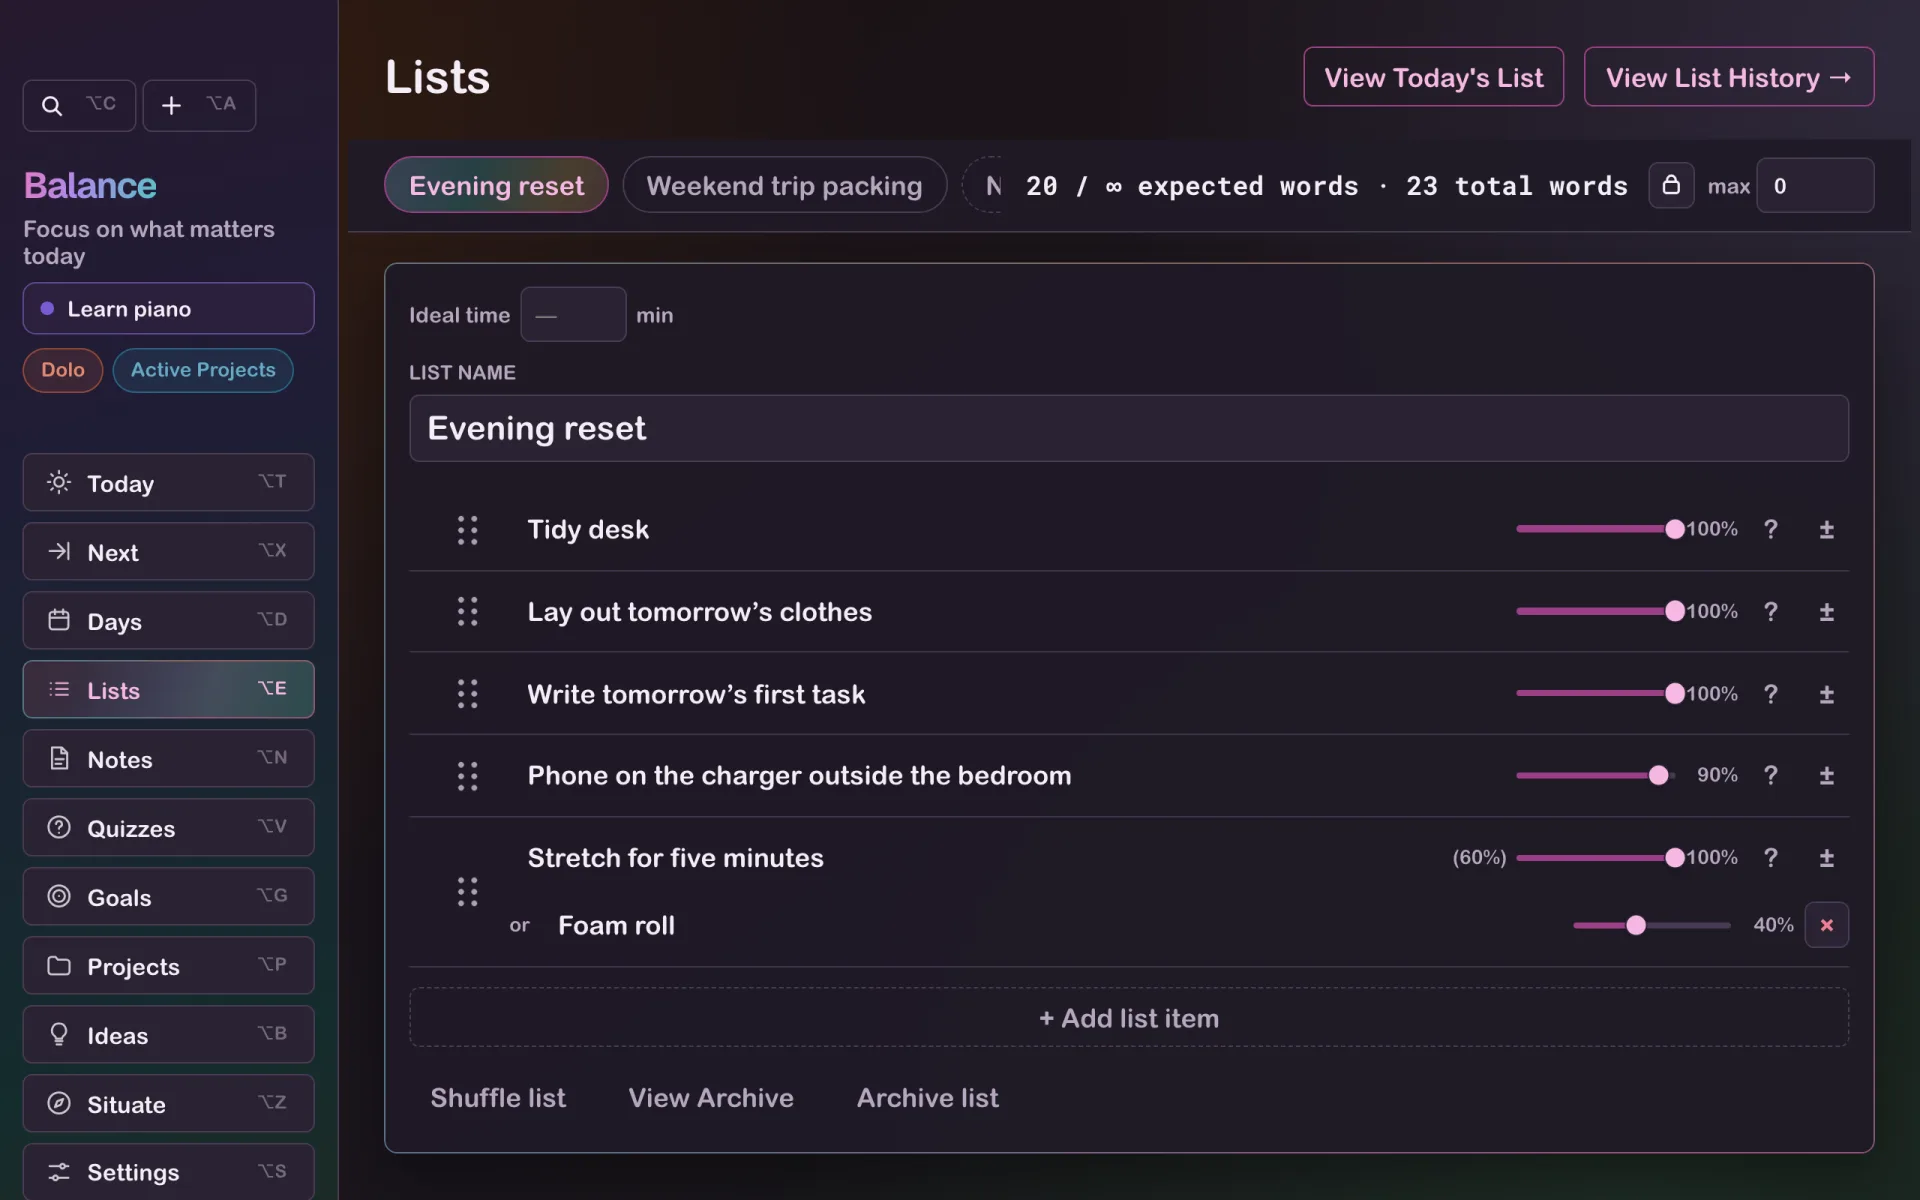 Lists
View Today's List
View List History →
⌥C
+ ⌥A
Balance
Focus on what matters
today
Learn piano
Dolo
Active Projects
Today ⌥T
Next ⌥X
Days ⌥D
Lists ⌥E
Notes ⌥N
Quizzes ⌥V
Goals ⌥G
Projects ⌥P
Ideas ⌥B
Situate ⌥Z
Settings ⌥S
Evening reset
Weekend trip packing
N
20 / ∞ expected words · 23 total words
max 0
Ideal time — min
LIST NAME
Evening reset
Tidy desk 100% ? ±
Lay out tomorrow’s clothes 100% ? ±
Write tomorrow’s first task 100% ? ±
Phone on the charger outside the bedroom 90% ? ±
Stretch for five minutes (60%) 100% ? ±
or Foam roll 40% ×
+ Add list item
Shuffle list
View Archive
Archive list